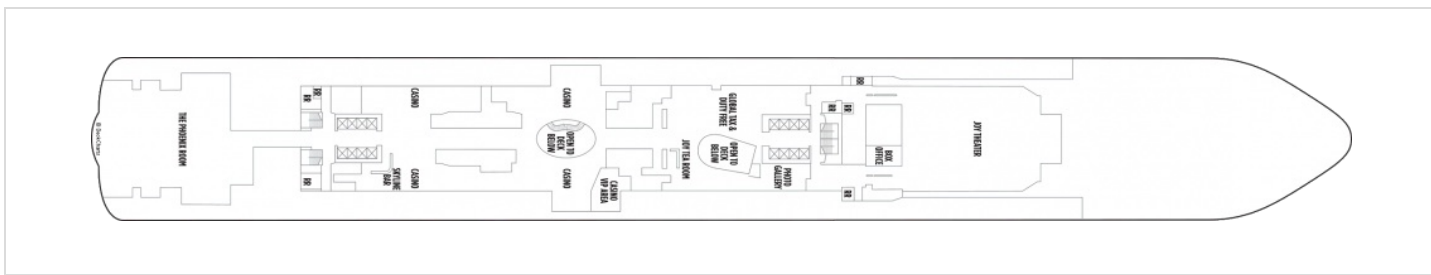 © DeckCharts
THE PHOENIX ROOM
RR
RR
RR
CASINO
SKYLINE
BAR
CASINO
CASINO
OPEN TO
DECK
BELOW
CASINO
CASINO
VIP AREA
JOY TEA ROOM
GLOBAL TAX &
DUTY FREE
OPEN TO
DECK
BELOW
PHOTO
GALLERY
RR
RR
RR
RR
BOX
OFFICE
JOY THEATER